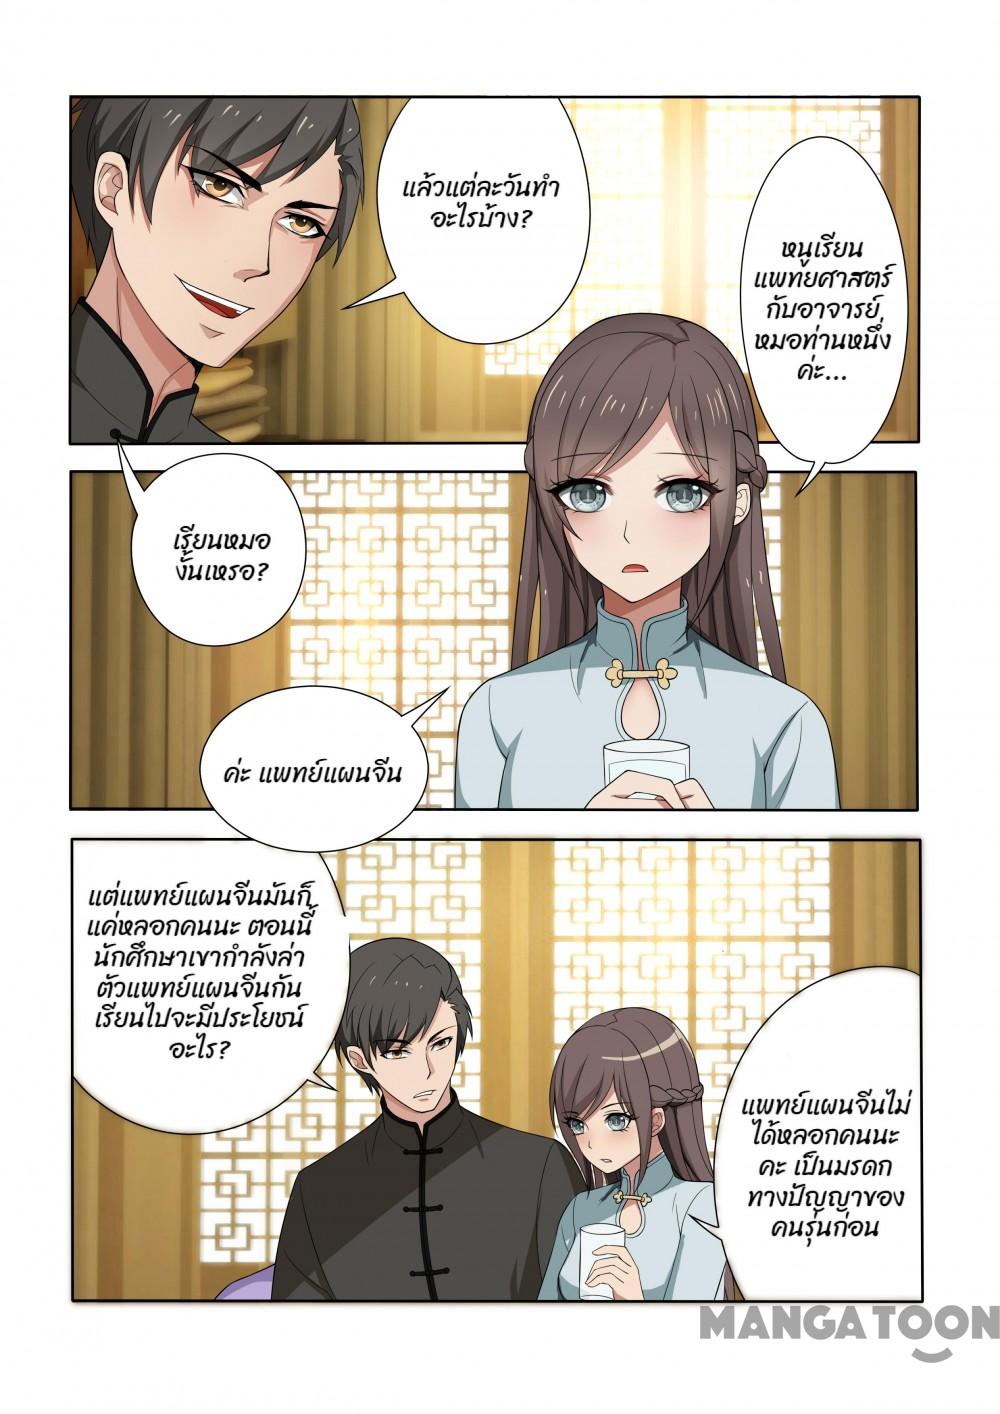 แล้วแต่ละวันทำ
อะไรบ้าง?
หนูเรียน
แพทยศาสตร์
กับอาจารย์
หมอท่านหนึ่ง
ค่ะ...
เรียนหมอ
งั้นเหรอ?
ค่ะ แพทย์แผนจีน
แต่แพทย์แผนจีนมันก็
แค่หลอกคนนะ ตอนนี้
นักศึกษาเขากำลังล่า
ตัวแพทย์แผนจีนกัน
เรียนไปจะมีประโยชน์
อะไร?
แพทย์แผนจีนไม่
ได้หลอกคนนะ
คะ เป็นมรดก
ทางปัญญาของ
คนรุ่นก่อน
MANGATOON